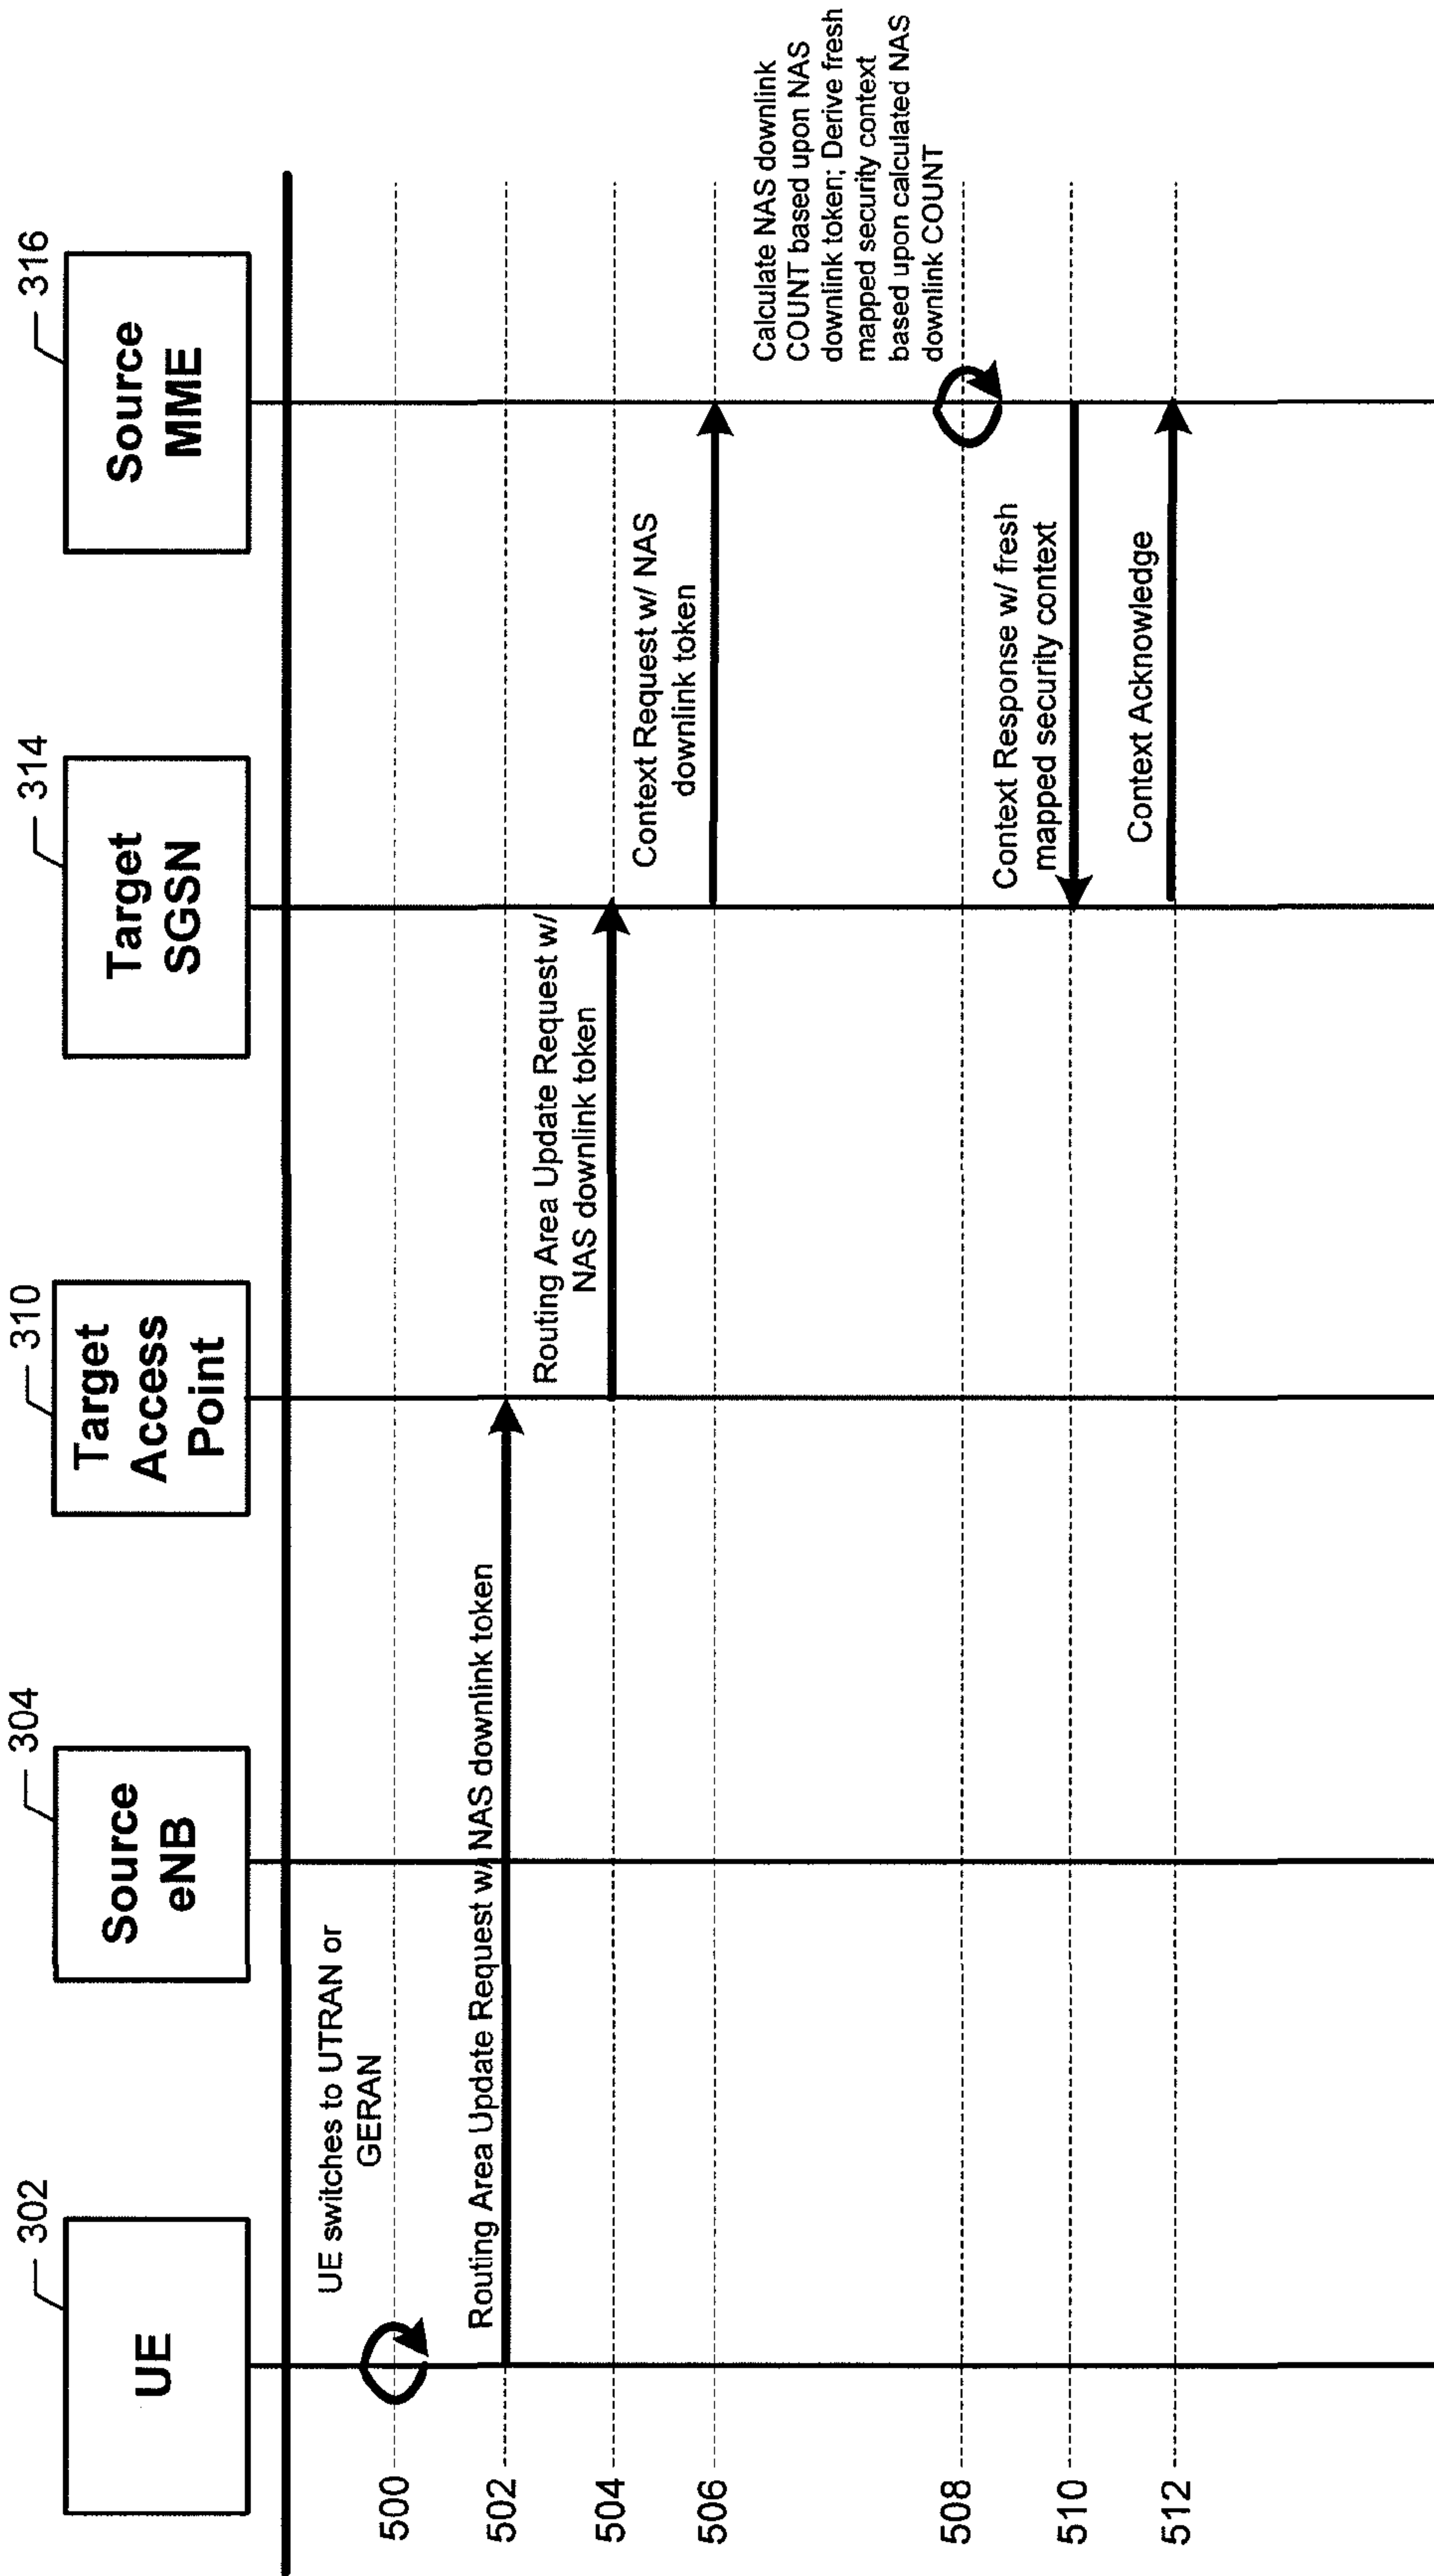 302
UE
304
Source
eNB
310
Target
Access
Point
314
Target
SGSN
316
Source
MME
500
UE switches to UTRAN or
GERAN
502
Routing Area Update Request w/ NAS downlink token
504
Routing Area Update Request w/
NAS downlink token
506
Context Request w/ NAS
downlink token
508
Calculate NAS downlink
COUNT based upon NAS
downlink token; Derive fresh
mapped security context
based upon calculated NAS
downlink COUNT
510
Context Response w/ fresh
mapped security context
512
Context Acknowledge